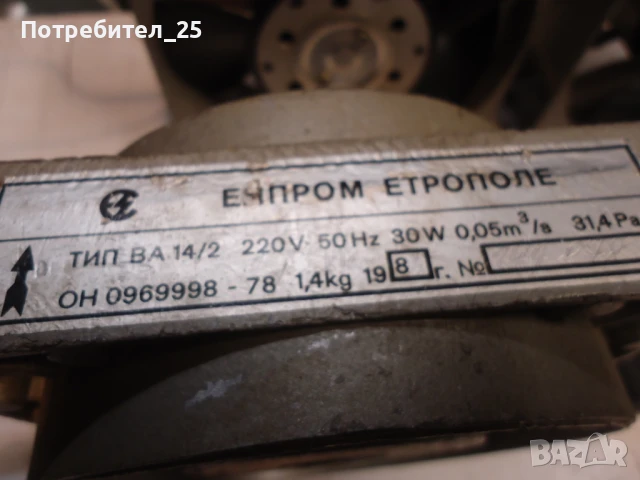 Потребител_25
ЕЛПРОМ ЕТРОПОЛЕ
ТИП ВА 14/2 220V 50Hz 30W 0,05m³/s 31,4Pa
ОН 0969998-78 1,4kg 198 г. №
BAZAR